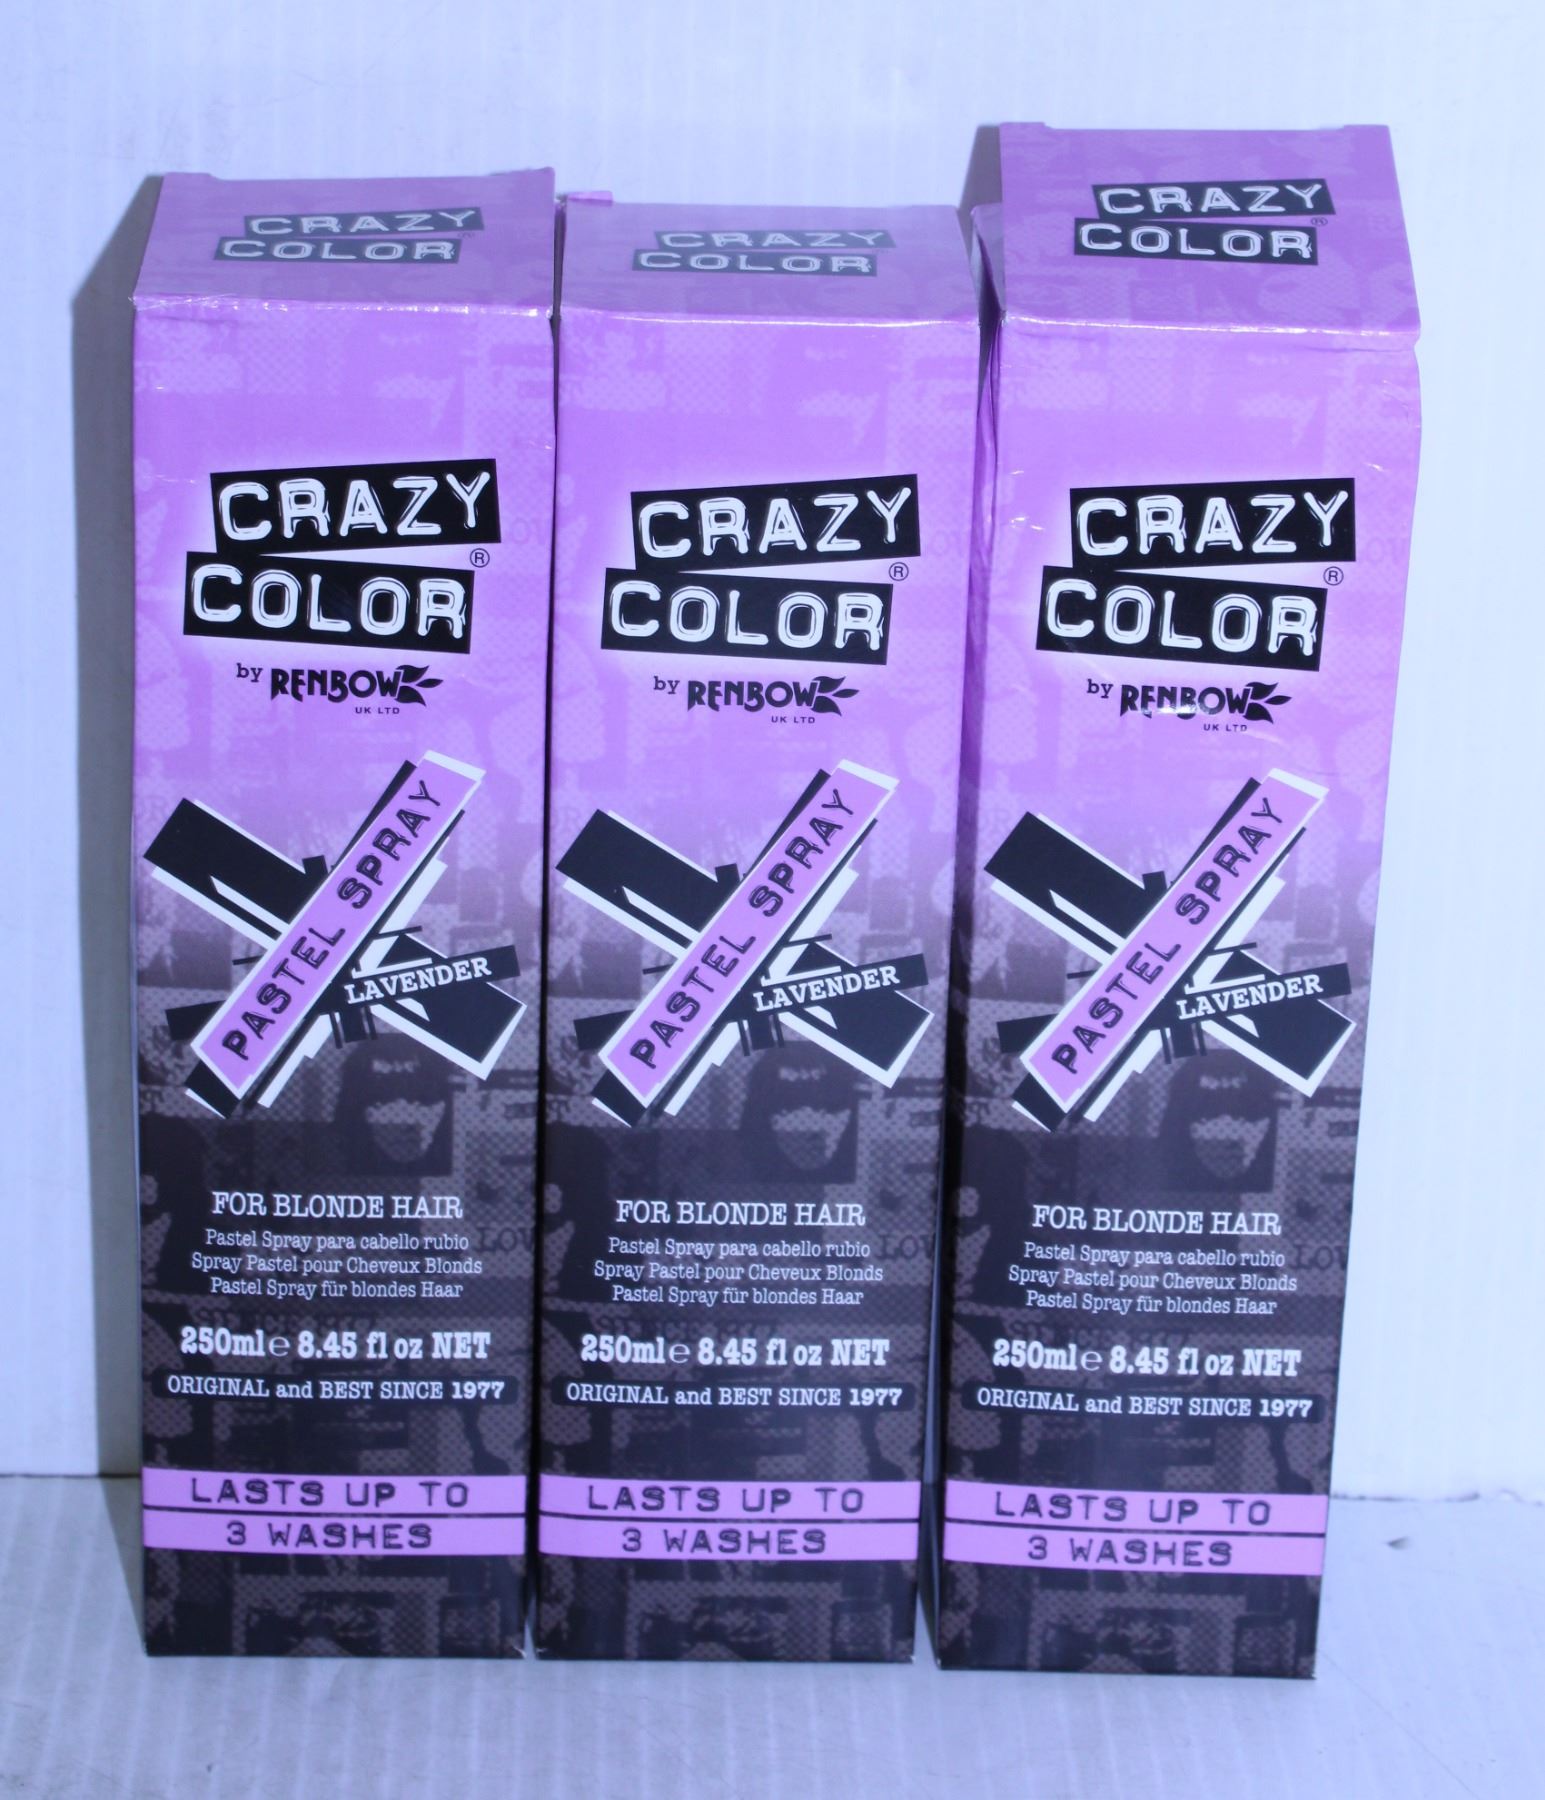 CRAZY
COLOR
CRAZY
COLOR®
by RENBOW
UK LTD
PASTEL SPRAY
LAVENDER
FOR BLONDE HAIR
Pastel Spray para cabello rubio
Spray Pastel pour Cheveux Blonds
Pastel Spray für blondes Haar
250ml e 8.45 fl oz NET
ORIGINAL and BEST SINCE 1977
LASTS UP TO
3 WASHES
CRAZY
COLOR
CRAZY
COLOR®
by RENBOW
UK LTD
PASTEL SPRAY
LAVENDER
FOR BLONDE HAIR
Pastel Spray para cabello rubio
Spray Pastel pour Cheveux Blonds
Pastel Spray für blondes Haar
250ml e 8.45 fl oz NET
ORIGINAL and BEST SINCE 1977
LASTS UP TO
3 WASHES
CRAZY
COLOR®
CRAZY
COLOR®
by RENBOW
UK LTD
PASTEL SPRAY
LAVENDER
FOR BLONDE HAIR
Pastel Spray para cabello rubio
Spray Pastel pour Cheveux Blonds
Pastel Spray für blondes Haar
250ml e 8.45 fl oz NET
ORIGINAL and BEST SINCE 1977
LASTS UP TO
3 WASHES